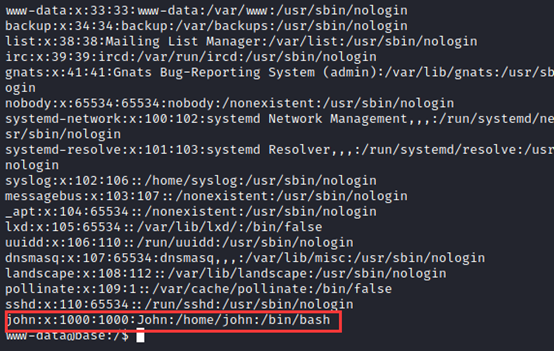 www-data:x:33:33:www-data:/var/www:/usr/sbin/nologin
backup:x:34:34:backup:/var/backups:/usr/sbin/nologin
list:x:38:38:Mailing List Manager:/var/list:/usr/sbin/nologin
irc:x:39:39:ircd:/var/run/ircd:/usr/sbin/nologin
gnats:x:41:41:Gnats Bug-Reporting System (admin):/var/lib/gnats:/usr/sb
ogin
nobody:x:65534:65534:nobody:/nonexistent:/usr/sbin/nologin
systemd-network:x:100:102:systemd Network Management,,,:/run/systemd/ne
sr/sbin/nologin
systemd-resolve:x:101:103:systemd Resolver,,,:/run/systemd/resolve:/usr
nologin
syslog:x:102:106::/home/syslog:/usr/sbin/nologin
messagebus:x:103:107::/nonexistent:/usr/sbin/nologin
_apt:x:104:65534::/nonexistent:/usr/sbin/nologin
lxd:x:105:65534::/var/lib/lxd/:/bin/false
uuidd:x:106:110::/run/uuidd:/usr/sbin/nologin
dnsmasq:x:107:65534:dnsmasq,,,:/var/lib/misc:/usr/sbin/nologin
landscape:x:108:112::/var/lib/landscape:/usr/sbin/nologin
pollinate:x:109:1::/var/cache/pollinate:/bin/false
sshd:x:110:65534::/run/sshd:/usr/sbin/nologin
john:x:1000:1000:John:/home/john:/bin/bash
www-data@base:/$